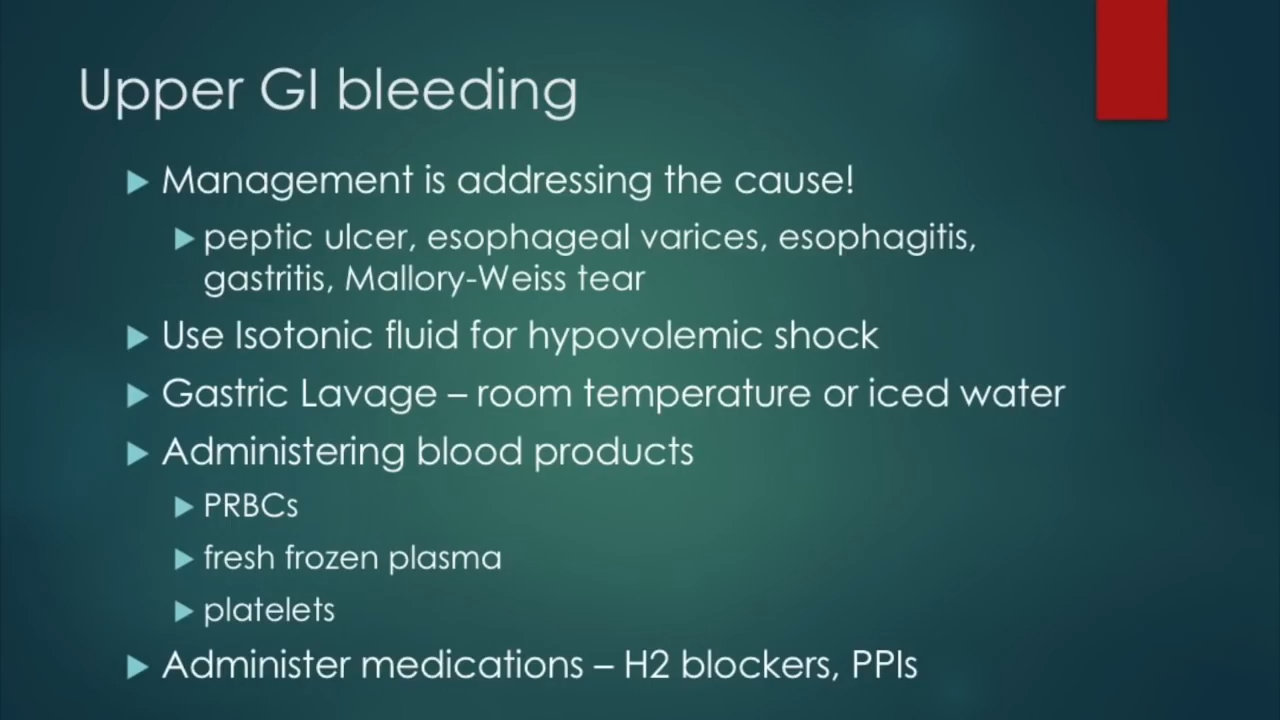 Upper GI bleeding
Management is addressing the cause!
peptic ulcer, esophageal varices, esophagitis,
gastritis, Mallory-Weiss tear
Use Isotonic fluid for hypovolemic shock
Gastric Lavage – room temperature or iced water
Administering blood products
PRBCs
fresh frozen plasma
platelets
Administer medications – H2 blockers, PPIs